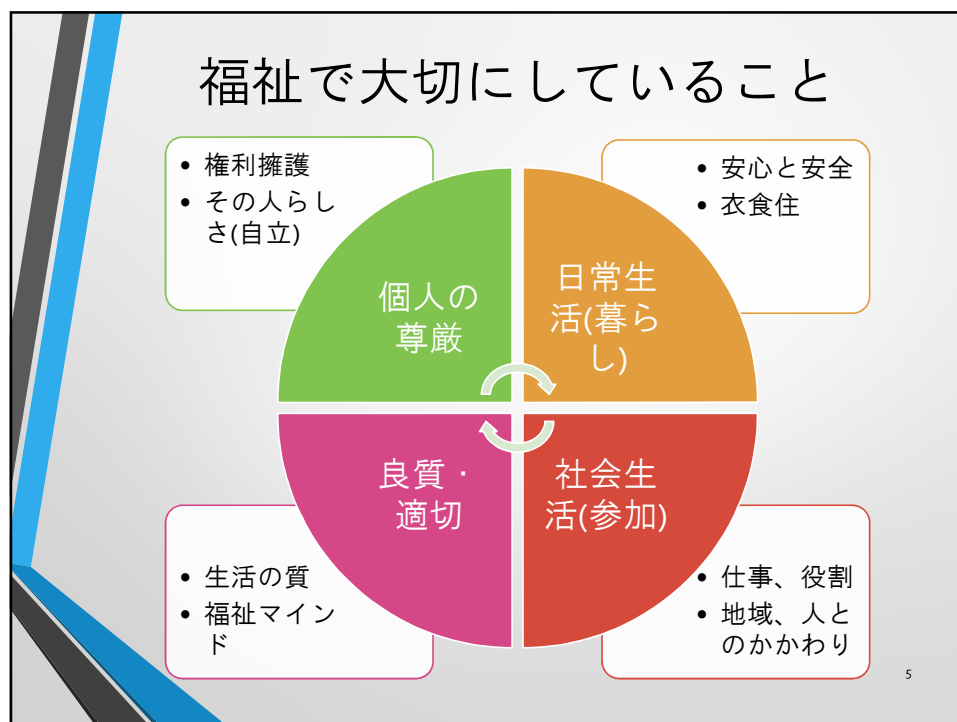 福祉で大切にしていること
• 権利擁護
• その人らし
さ(自立)
• 安心と安全
• 衣食住
個人の
尊厳
日常生
活(暮ら
し)
良質・
適切
社会生
活(参加)
• 生活の質
• 福祉マイン
ド
• 仕事、役割
• 地域、人と
のかかわり
5